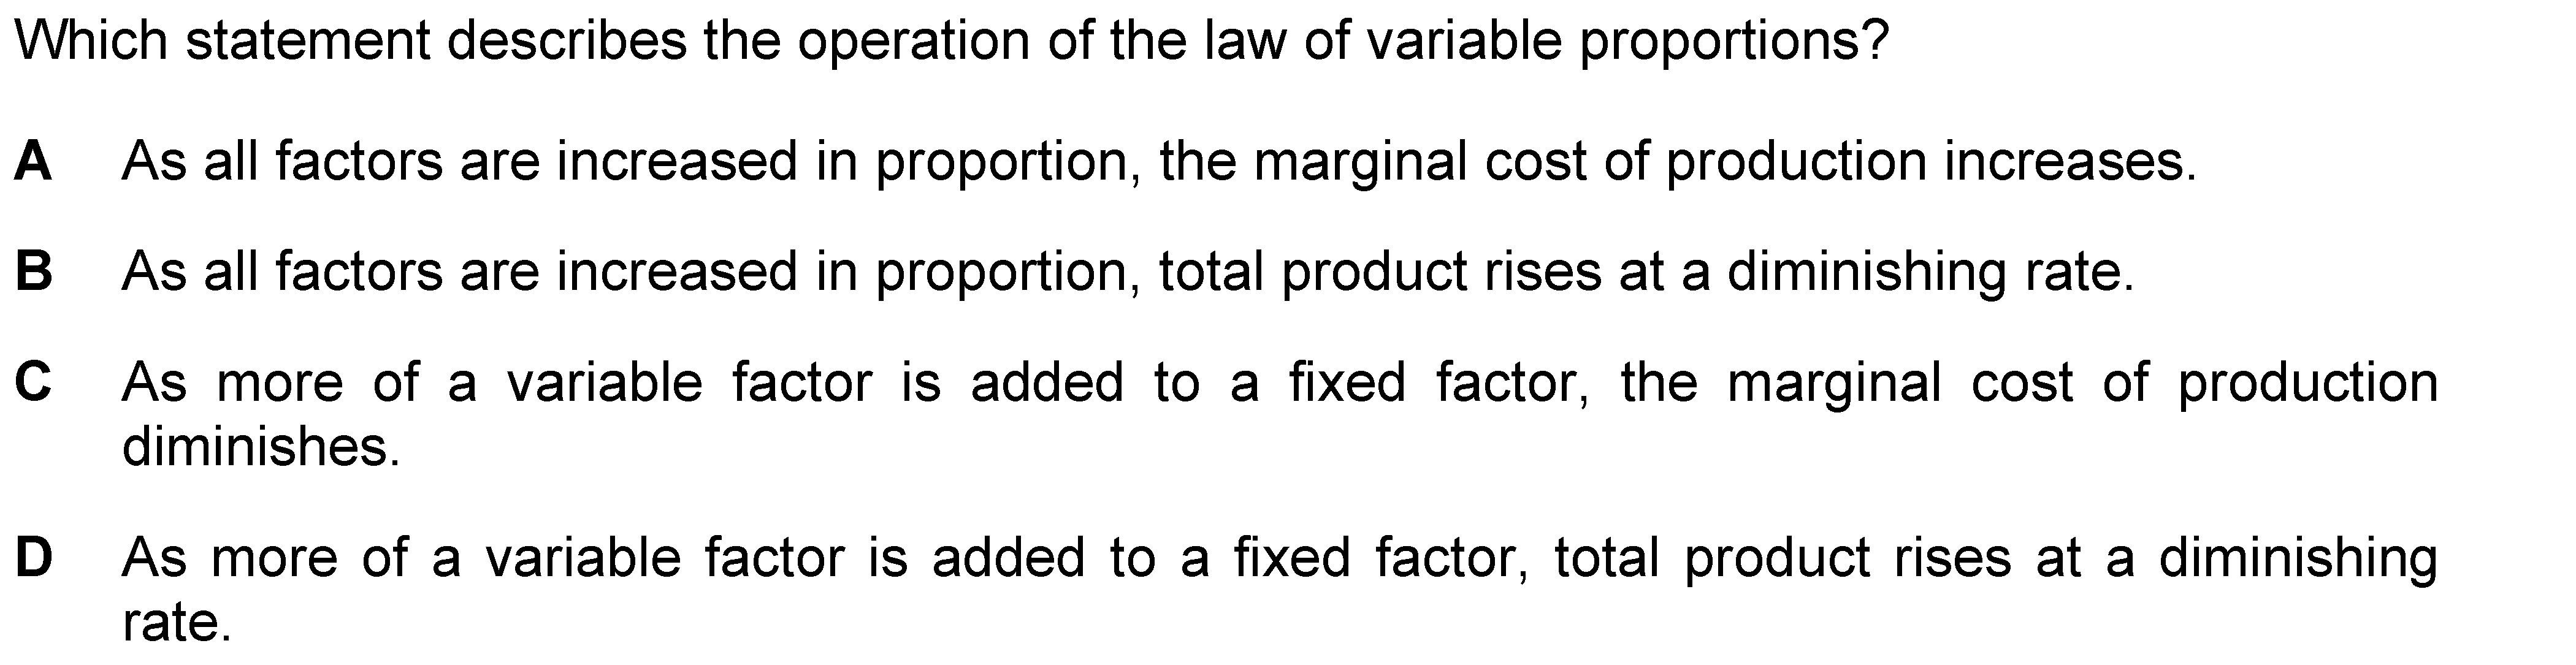 Which statement describes the operation of the law of variable proportions?
A As all factors are increased in proportion, the marginal cost of production increases.
B As all factors are increased in proportion, total product rises at a diminishing rate.
C As more of a variable factor is added to a fixed factor, the marginal cost of production
diminishes.
D As more of a variable factor is added to a fixed factor, total product rises at a diminishing
rate.